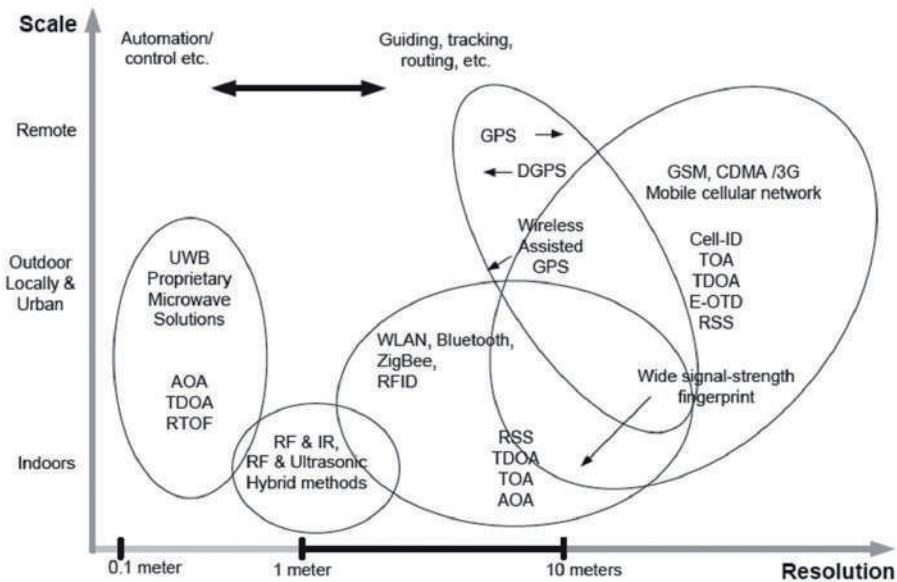 Scale
Automation/
control etc.
Guiding, tracking,
routing, etc.
Remote
GPS
DGPS
GSM, CDMA /3G
Mobile cellular network
Wireless
Assisted
GPS
Cell-ID
TOA
TDOA
E-OTD
RSS
Outdoor
Locally &
Urban
UWB
Proprietary
Microwave
Solutions
AOA
TDOA
RTOF
WLAN, Bluetooth,
ZigBee,
RFID
Wide signal-strength
fingerprint
Indoors
RF & IR,
RF & Ultrasonic
Hybrid methods
RSS
TDOA
TOA
AOA
0.1 meter
1 meter
10 meters
Resolution